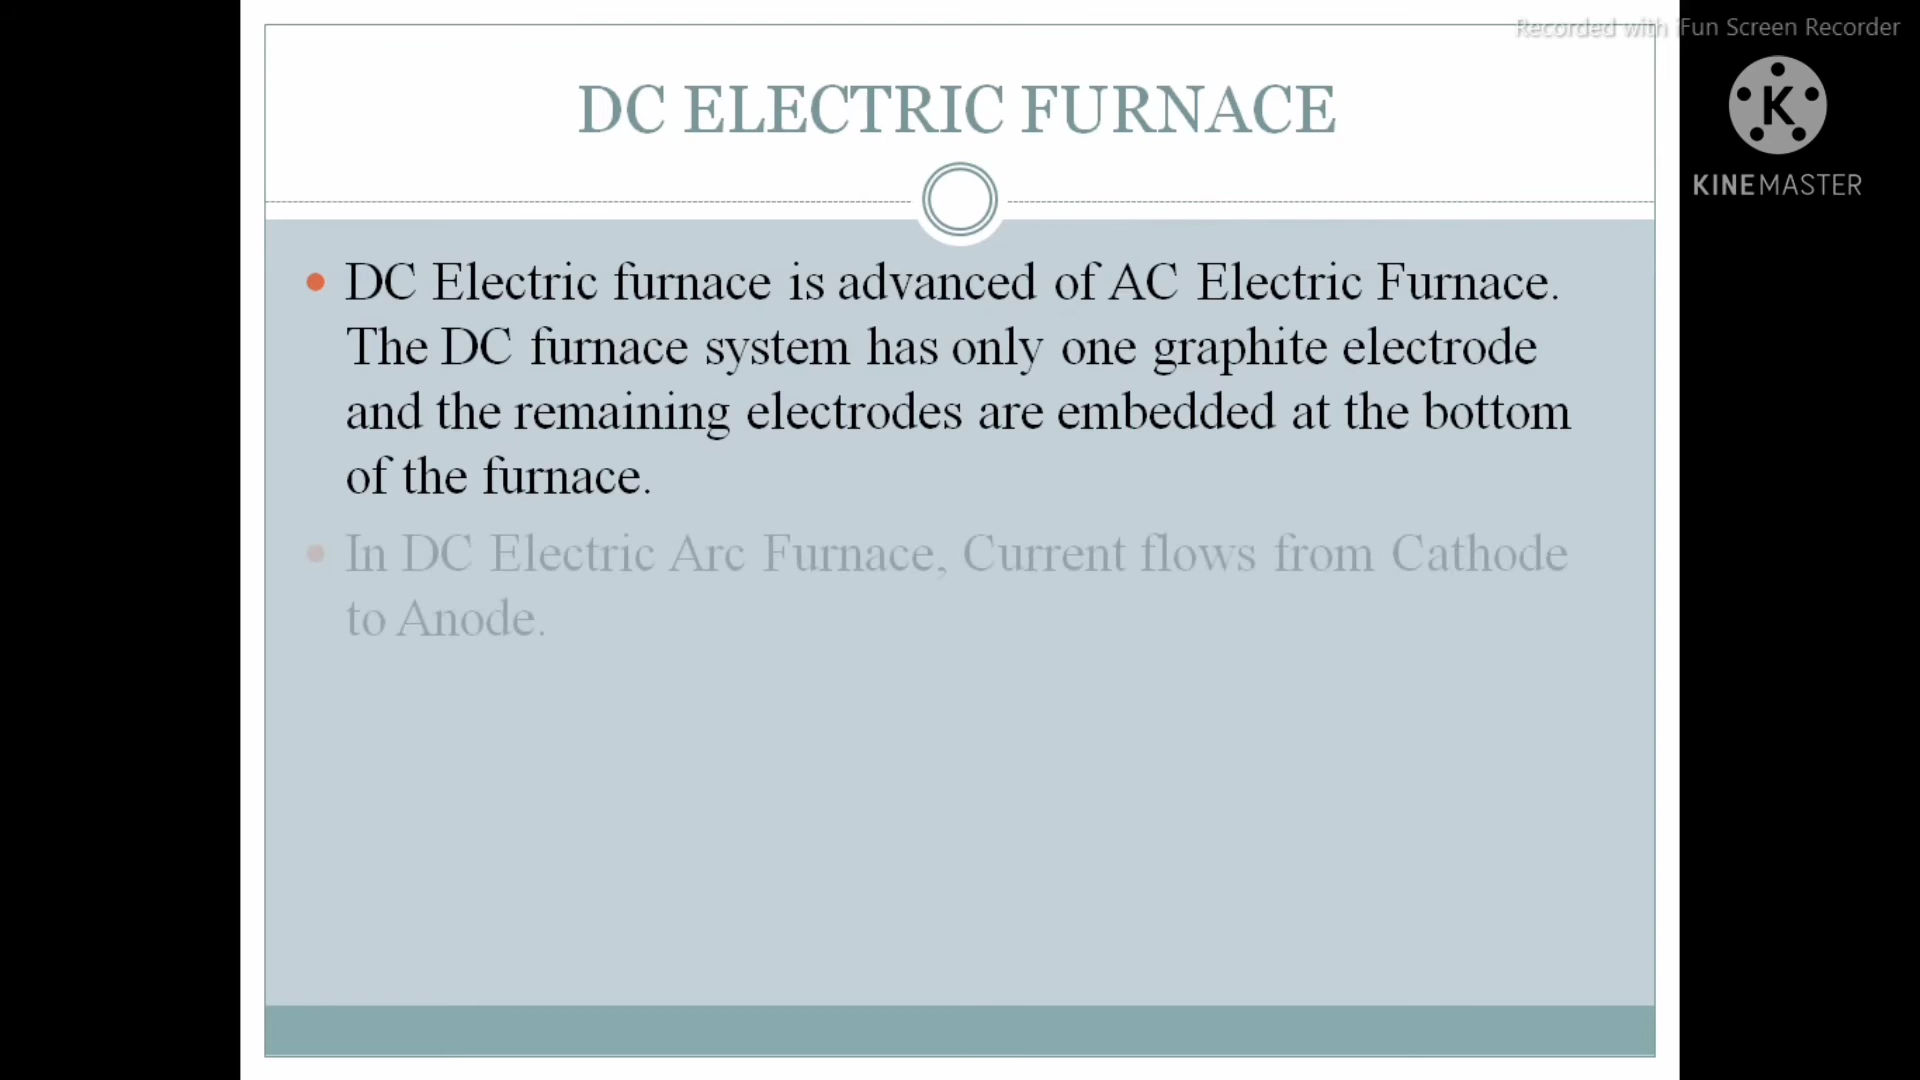 Recorded with iFun Screen Recorder
K
KINEMASTER
DC ELECTRIC FURNACE
DC Electric furnace is advanced of AC Electric Furnace.
The DC furnace system has only one graphite electrode
and the remaining electrodes are embedded at the bottom
of the furnace.
In DC Electric Arc Furnace, Current flows from Cathode
to Anode.